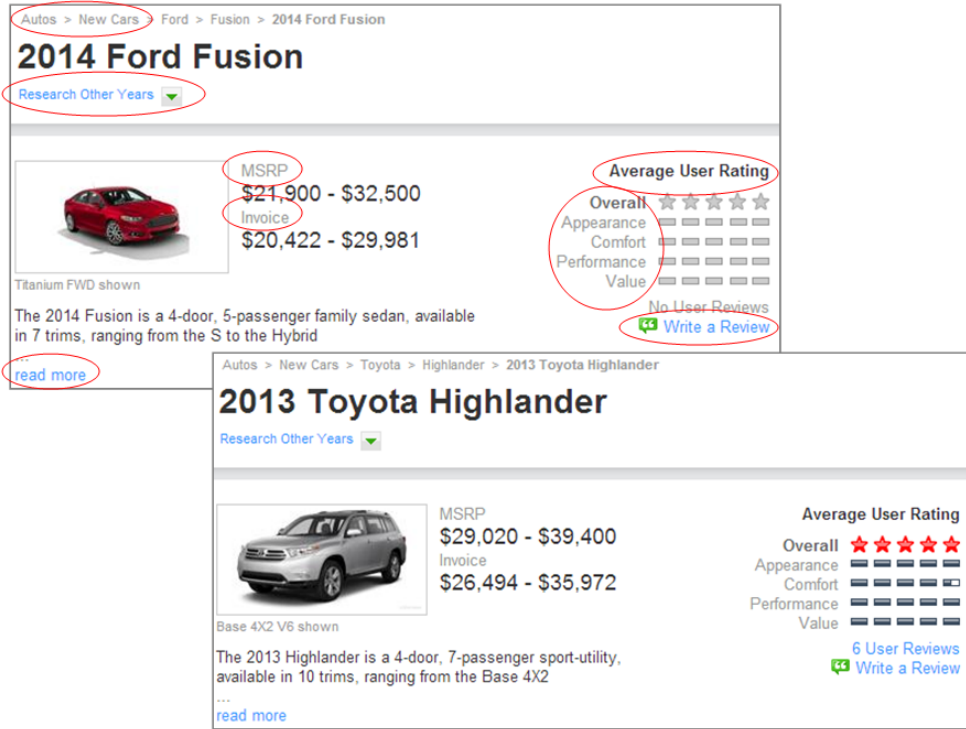 Autos > New Cars > Ford > Fusion > 2014 Ford Fusion
2014 Ford Fusion
Research Other Years
MSRP
$21,900 - $32,500
Invoice
$20,422 - $29,981
Titanium FWD shown
Average User Rating
Overall
Appearance
Comfort
Performance
Value
No User Reviews
Write a Review
The 2014 Fusion is a 4-door, 5-passenger family sedan, available
in 7 trims, ranging from the S to the Hybrid
...
read more
Autos > New Cars > Toyota > Highlander > 2013 Toyota Highlander
2013 Toyota Highlander
Research Other Years
MSRP
$29,020 - $39,400
Invoice
$26,494 - $35,972
Base 4X2 V6 shown
Average User Rating
Overall
Appearance
Comfort
Performance
Value
6 User Reviews
Write a Review
The 2013 Highlander is a 4-door, 7-passenger sport-utility,
available in 10 trims, ranging from the Base 4X2
...
read more